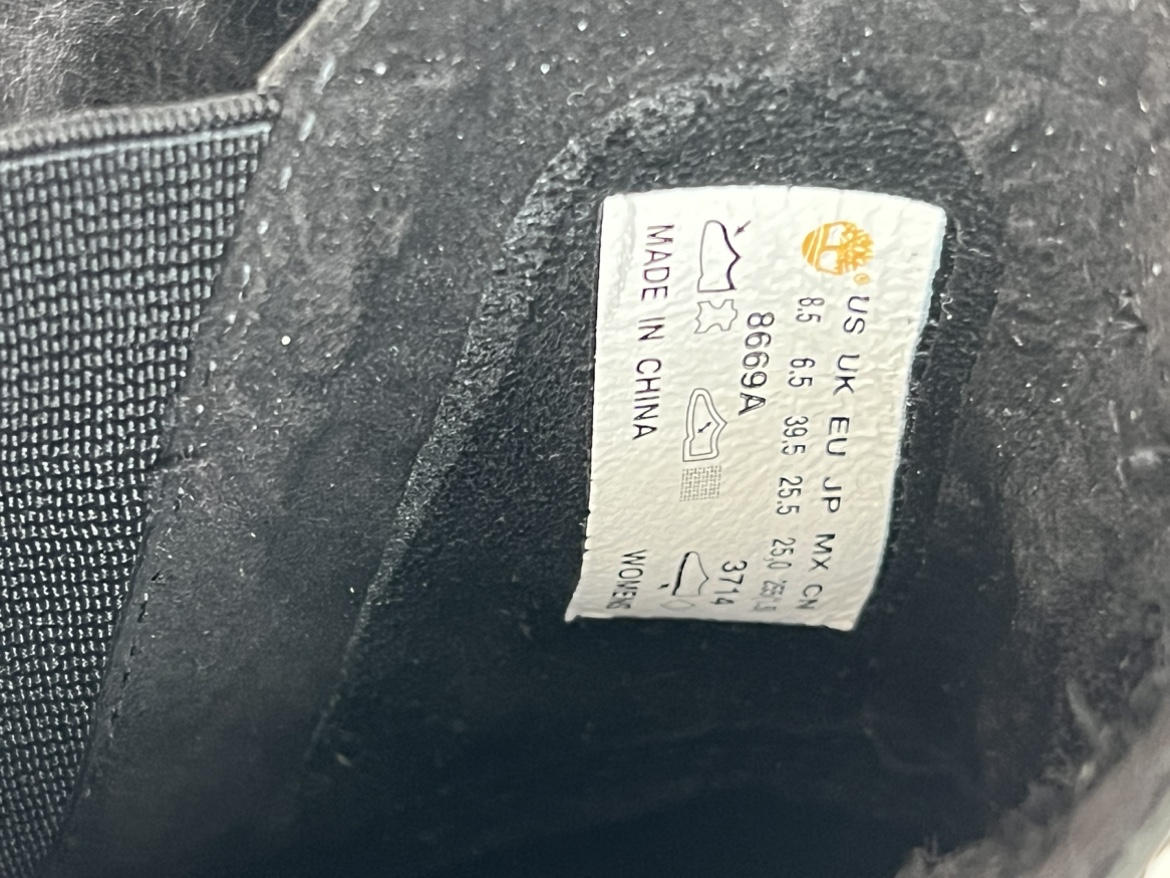 US UK EU JP MX CN
8.5 6.5 39.5 25.5 25,0
8669A 3714
MADE IN CHINA WOMENS